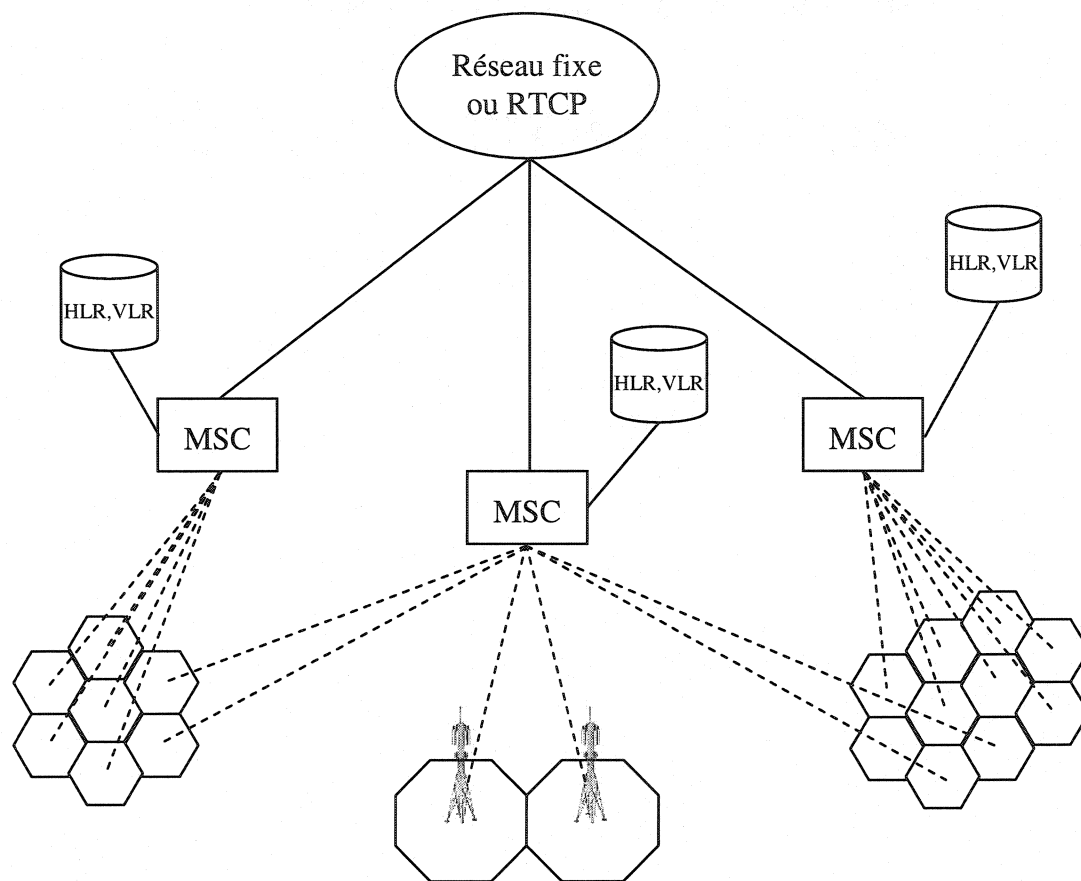 Réseau fixe
ou RTCP
HLR,VLR
HLR,VLR
HLR,VLR
MSC
MSC
MSC